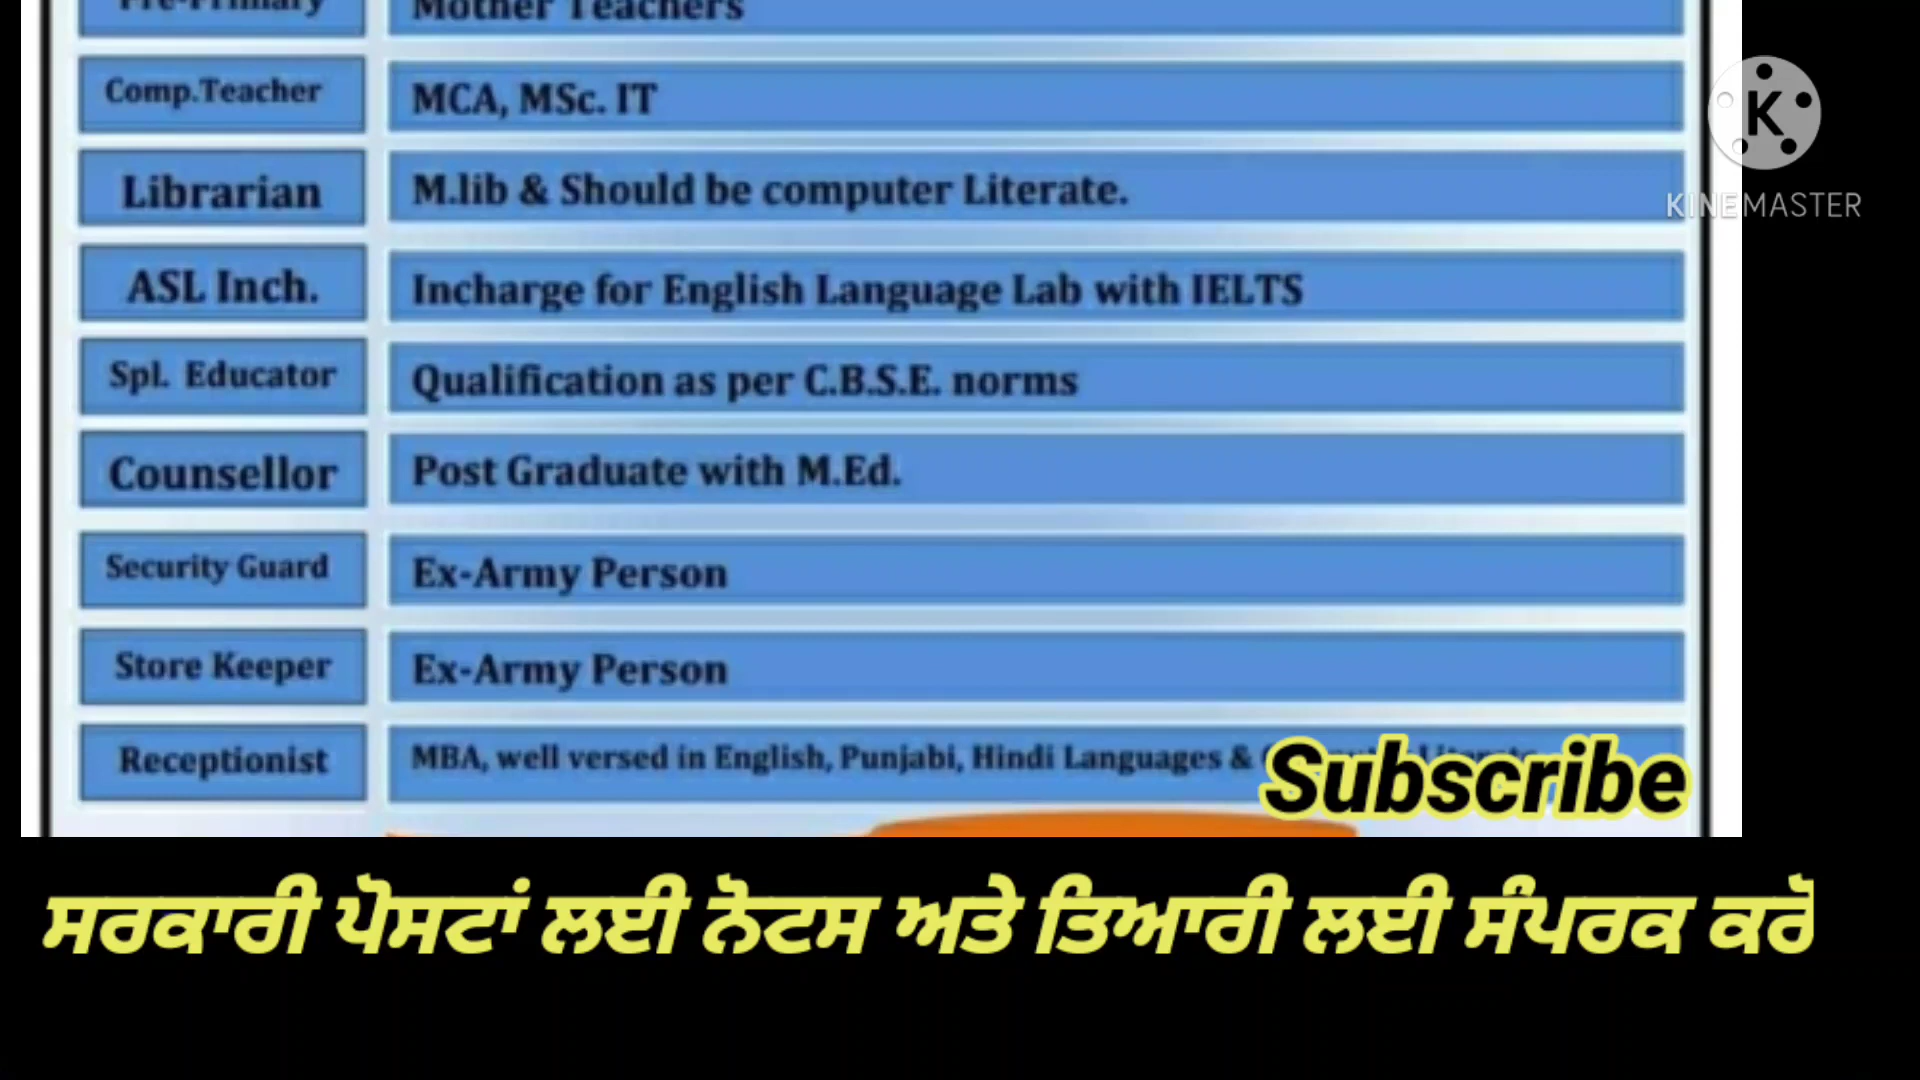 Pre-Primary Mother Teachers
Comp.Teacher MCA, MSc. IT
Librarian M.lib & Should be computer Literate.
ASL Inch. Incharge for English Language Lab with IELTS
Spl. Educator Qualification as per C.B.S.E. norms
Counsellor Post Graduate with M.Ed.
Security Guard Ex-Army Person
Store Keeper Ex-Army Person
Receptionist MBA, well versed in English, Punjabi, Hindi Languages &
K
KINEMASTER
Subscribe
ਸਰਕਾਰੀ ਪੋਸਟਾਂ ਲਈ ਨੋਟਸ ਅਤੇ ਤਿਆਰੀ ਲਈ ਸੰਪਰਕ ਕਰੋ